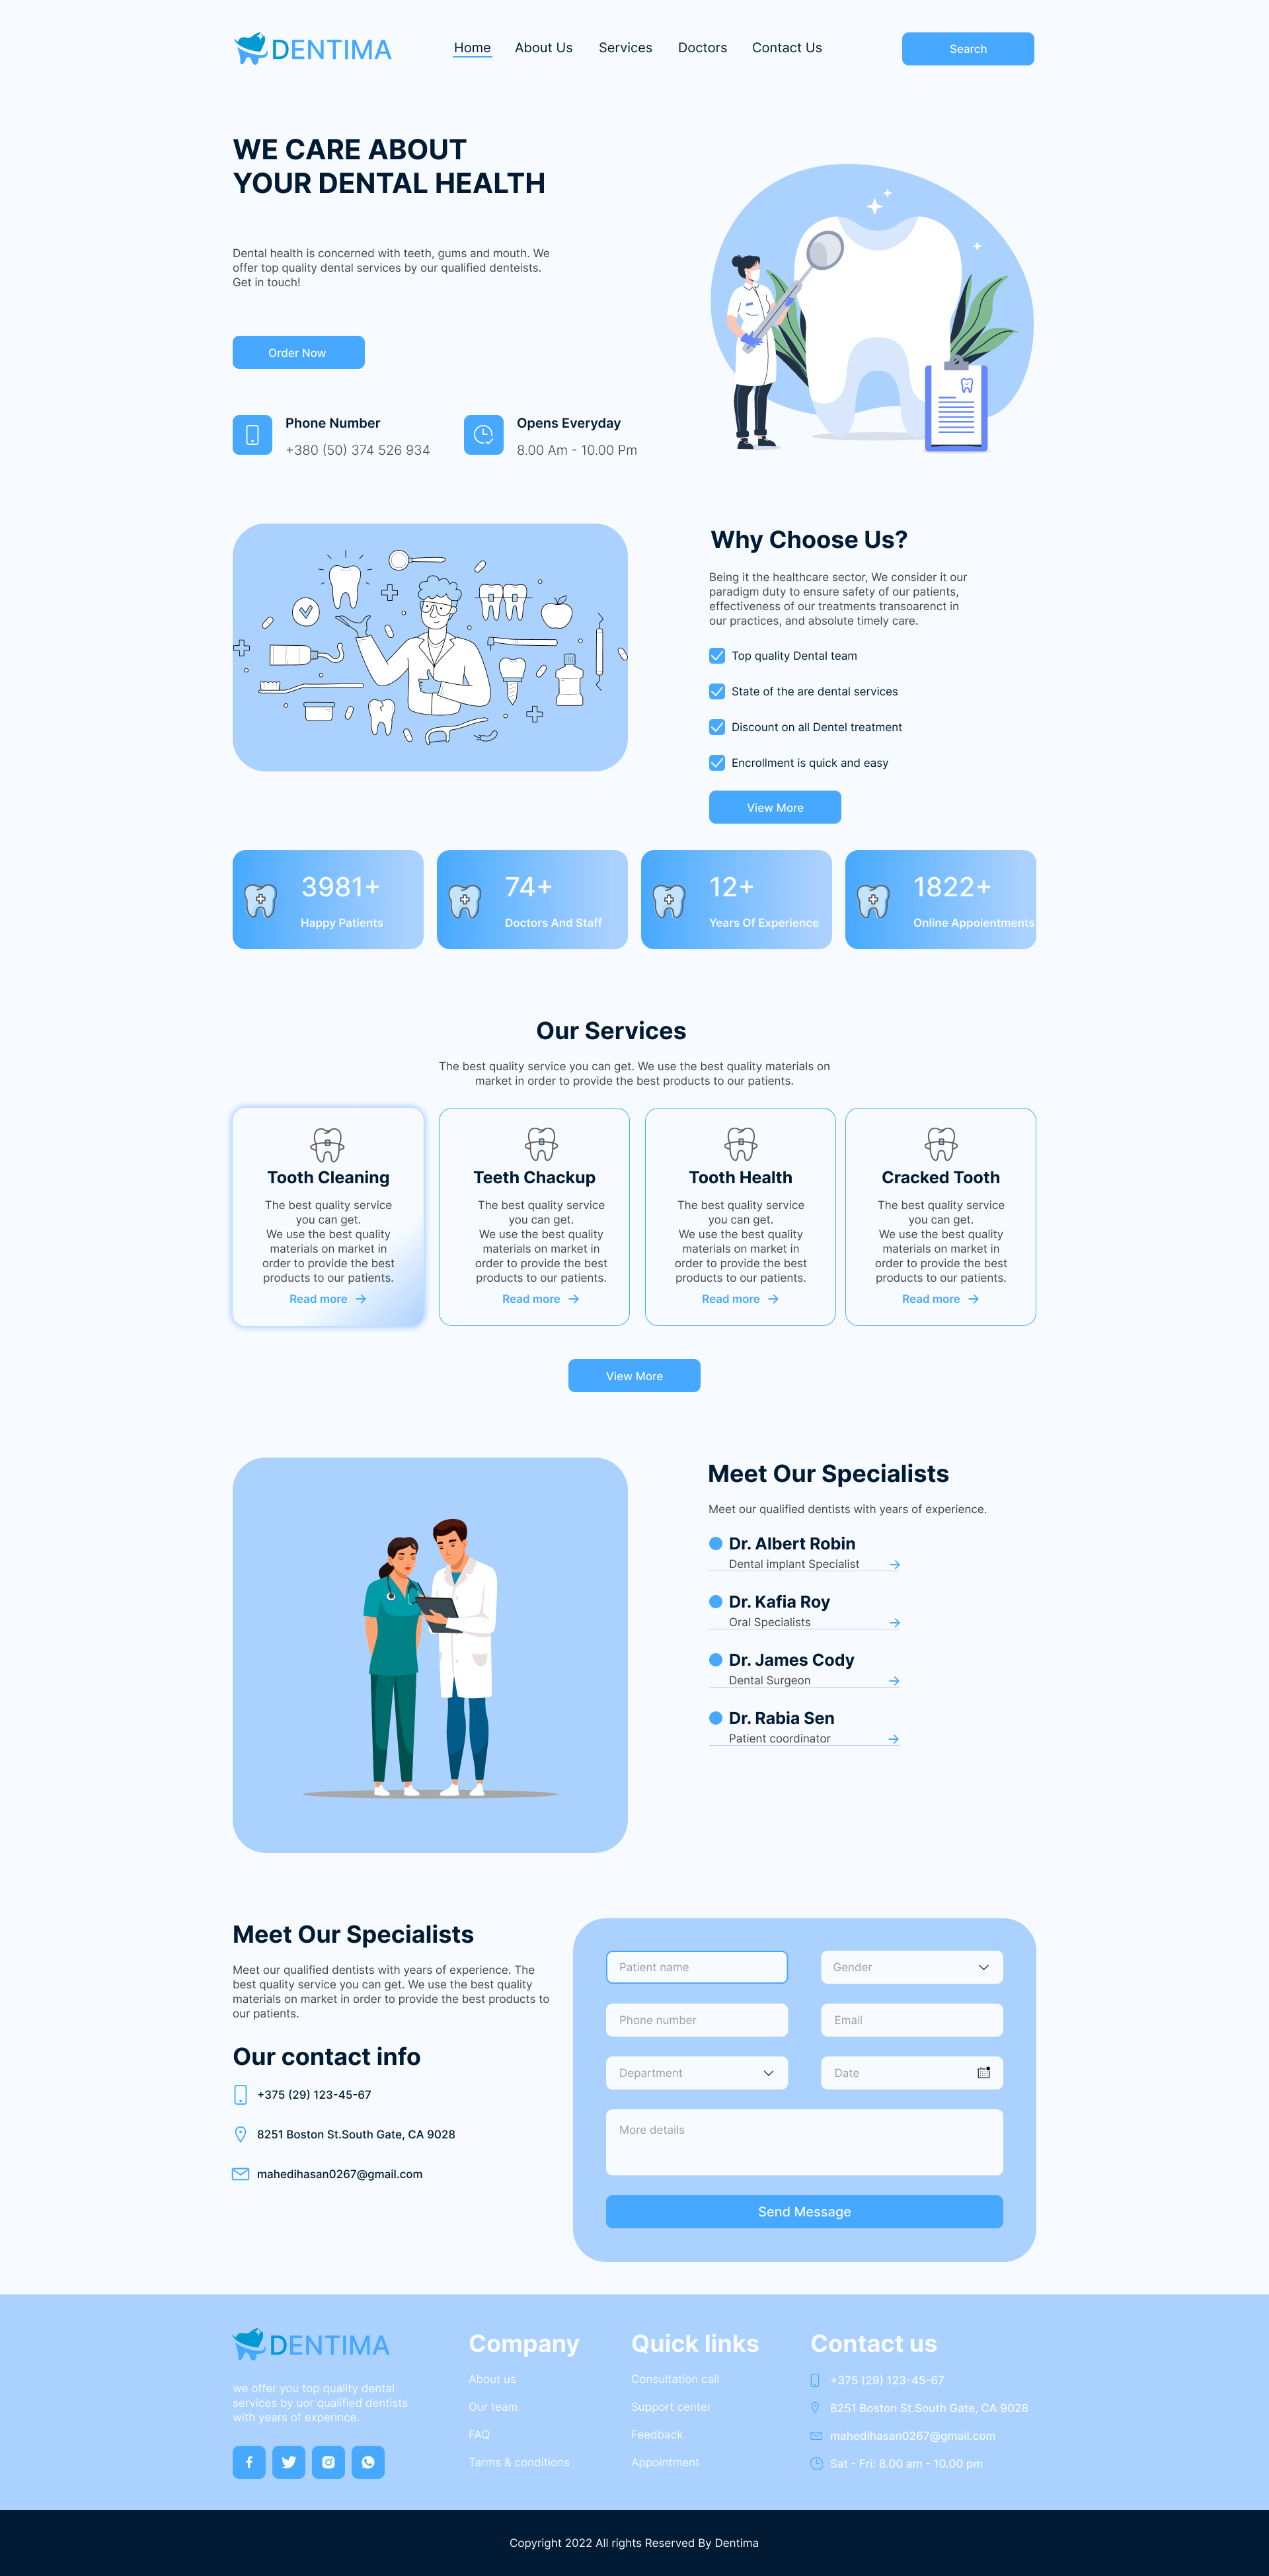 DENTIMA
Home
About Us
Services
Doctors
Contact Us
Search
WE CARE ABOUT
YOUR DENTAL HEALTH
Dental health is concerned with teeth, gums and mouth. We
offer top quality dental services by our qualified denteists.
Get in touch!
Order Now
Phone Number
+380 (50) 374 526 934
Opens Everyday
8.00 Am - 10.00 Pm
Why Choose Us?
Being it the healthcare sector, We consider it our
paradigm duty to ensure safety of our patients,
effectiveness of our treatments transoarenct in
our practices, and absolute timely care.
Top quality Dental team
State of the are dental services
Discount on all Dentel treatment
Encrollment is quick and easy
View More
3981+
Happy Patients
74+
Doctors And Staff
12+
Years Of Experience
1822+
Online Appoientments
Our Services
The best quality service you can get. We use the best quality materials on
market in order to provide the best products to our patients.
Tooth Cleaning
The best quality service
you can get.
We use the best quality
materials on market in
order to provide the best
products to our patients.
Read more
Teeth Chackup
The best quality service
you can get.
We use the best quality
materials on market in
order to provide the best
products to our patients.
Read more
Tooth Health
The best quality service
you can get.
We use the best quality
materials on market in
order to provide the best
products to our patients.
Read more
Cracked Tooth
The best quality service
you can get.
We use the best quality
materials on market in
order to provide the best
products to our patients.
Read more
View More
Meet Our Specialists
Meet our qualified dentists with years of experience.
Dr. Albert Robin
Dental implant Specialist
Dr. Kafia Roy
Oral Specialists
Dr. James Cody
Dental Surgeon
Dr. Rabia Sen
Patient coordinator
Meet Our Specialists
Meet our qualified dentists with years of experience. The
best quality service you can get. We use the best quality
materials on market in order to provide the best products to
our patients.
Our contact info
+375 (29) 123-45-67
8251 Boston St.South Gate, CA 9028
mahedihasan0267@gmail.com
Patient name
Gender
Phone number
Email
Department
Date
More details
Send Message
DENTIMA
we offer you top quality dental
services by uor qualified dentists
with years of experince.
Company
About us
Our team
FAQ
Tarms & conditions
Quick links
Consultation call
Support center
Feedback
Appointment
Contact us
+375 (29) 123-45-67
8251 Boston St.South Gate, CA 9028
mahedihasan0267@gmail.com
Sat - Fri: 8.00 am - 10.00 pm
Copyright 2022 All rights Reserved By Dentima